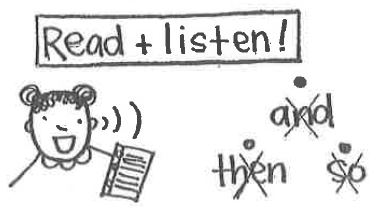 Read + listen!
and
then so